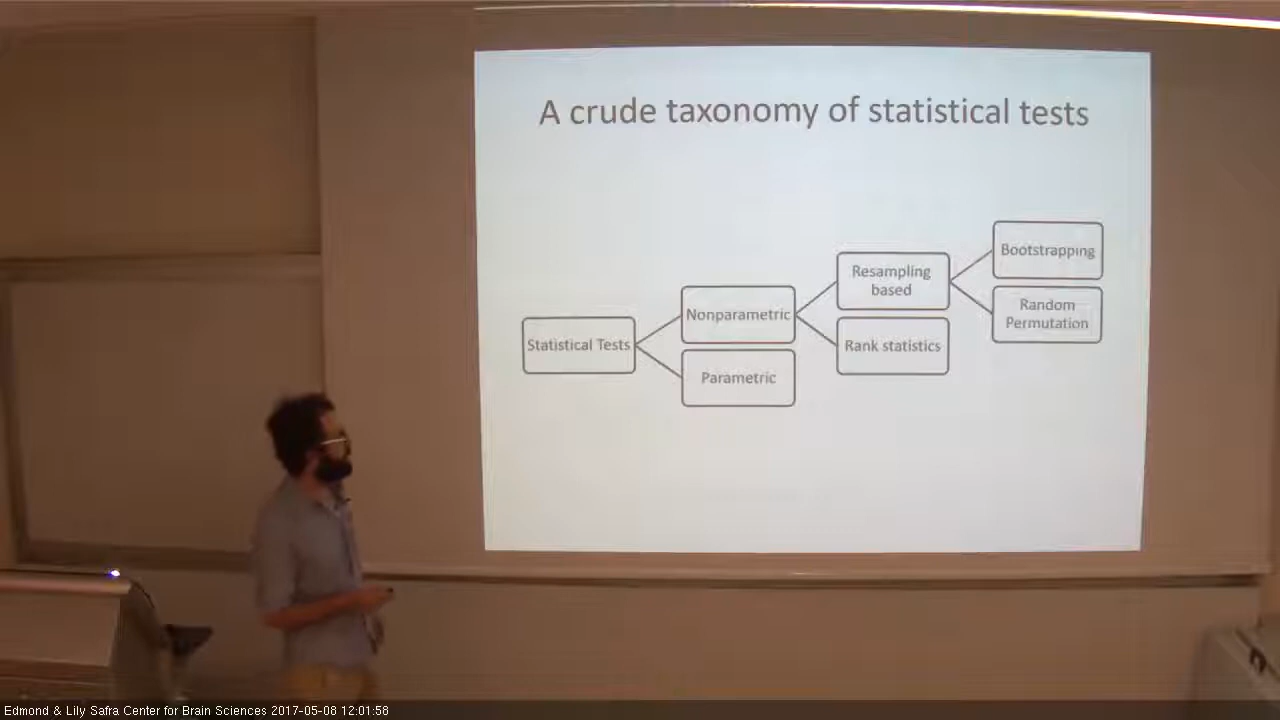 A crude taxonomy of statistical tests
Statistical Tests
Nonparametric
Parametric
Resampling
based
Rank statistics
Bootstrapping
Random
Permutation
Edmond & Lily Safra Center for Brain Sciences 2017-05-08 12:01:58